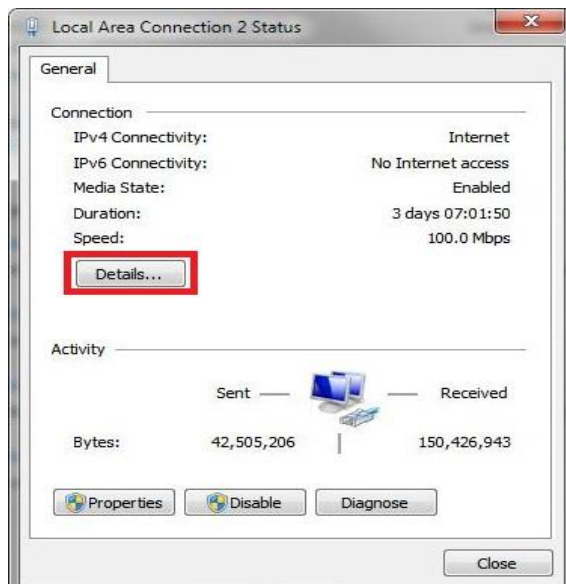 Local Area Connection 2 Status
General
Connection
IPv4 Connectivity: Internet
IPv6 Connectivity: No Internet access
Media State: Enabled
Duration: 3 days 07:01:50
Speed: 100.0 Mbps
Details...
Activity
Sent Received
Bytes: 42,505,206 150,426,943
Properties Disable Diagnose
Close